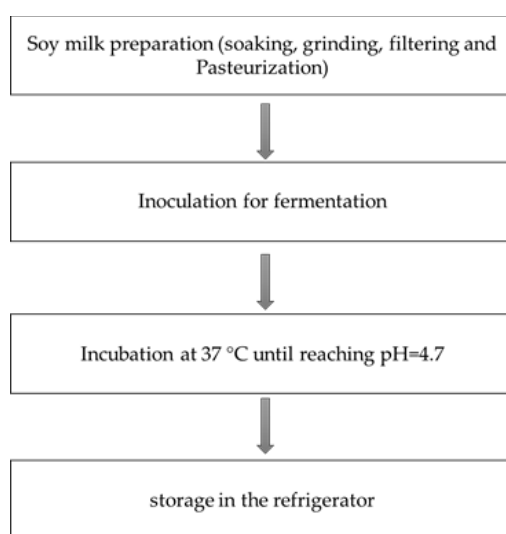 Soy milk preparation (soaking, grinding, filtering and
Pasteurization)
Inoculation for fermentation
Incubation at 37 °C until reaching pH=4.7
storage in the refrigerator